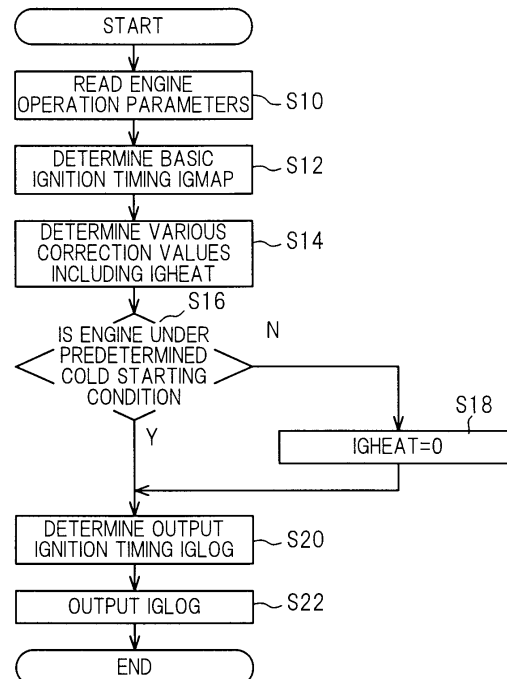 START
READ ENGINE
OPERATION PARAMETERS
S10
DETERMINE BASIC
IGNITION TIMING IGMAP
S12
DETERMINE VARIOUS
CORRECTION VALUES
INCLUDING IGHEAT
S14
S16
IS ENGINE UNDER
PREDETERMINED
COLD STARTING
CONDITION
N
Y
S18
IGHEAT=0
DETERMINE OUTPUT
IGNITION TIMING IGLOG
S20
OUTPUT IGLOG
S22
END